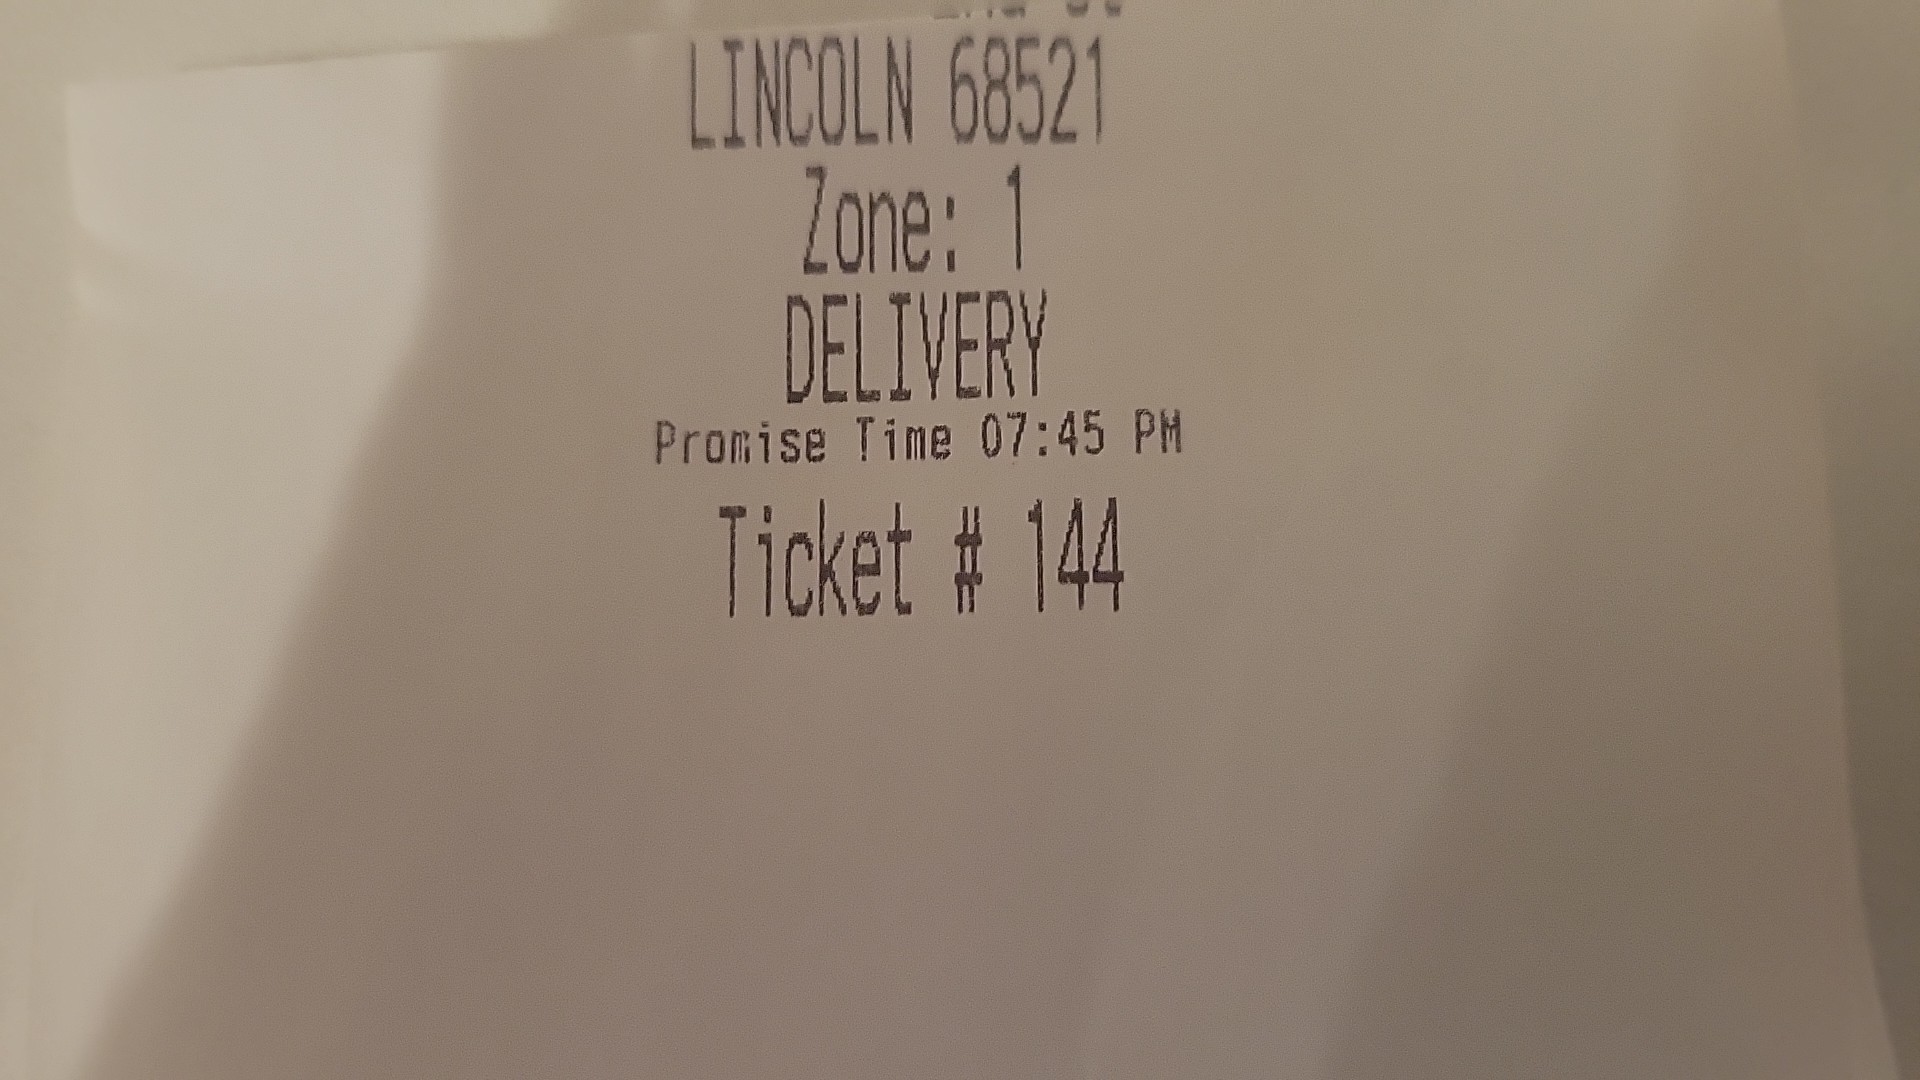 LINCOLN 68521
Zone: 1
DELIVERY
Promise Time 07:45 PM
Ticket # 144